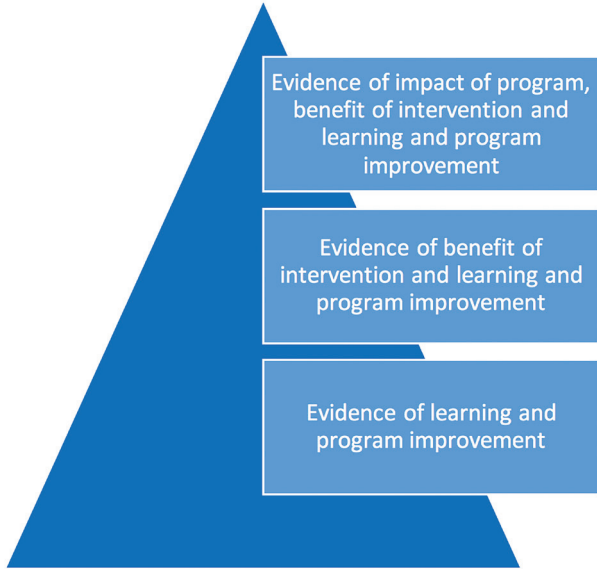 Evidence of impact of program,
benefit of intervention and
learning and program
improvement
Evidence of benefit of
intervention and learning and
program improvement
Evidence of learning and
program improvement